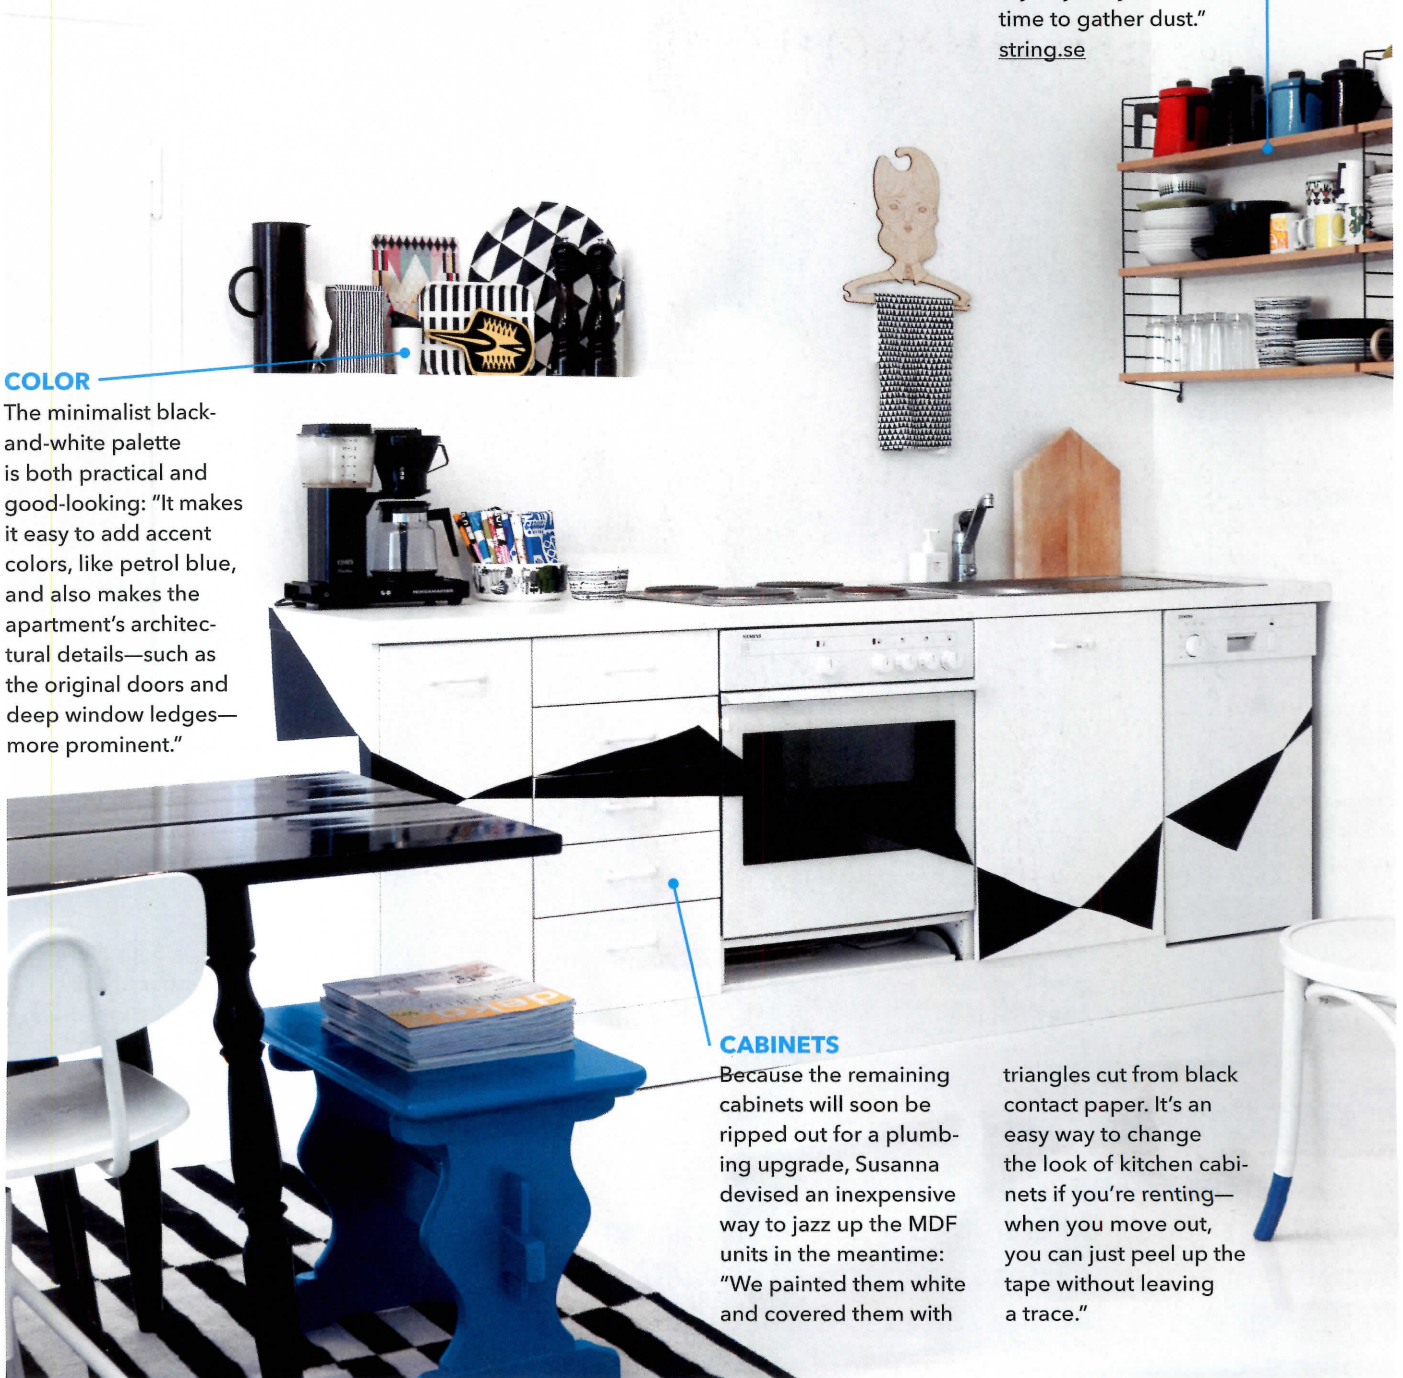 time to gather dust.”
string.se
COLOR
The minimalist black-
and-white palette
is both practical and
good-looking: “It makes
it easy to add accent
colors, like petrol blue,
and also makes the
apartment’s architec-
tural details—such as
the original doors and
deep window ledges—
more prominent.”
SIEMENS
CABINETS
Because the remaining
cabinets will soon be
ripped out for a plumb-
ing upgrade, Susanna
devised an inexpensive
way to jazz up the MDF
units in the meantime:
“We painted them white
and covered them with
triangles cut from black
contact paper. It’s an
easy way to change
the look of kitchen cabi-
nets if you’re renting—
when you move out,
you can just peel up the
tape without leaving
a trace.”